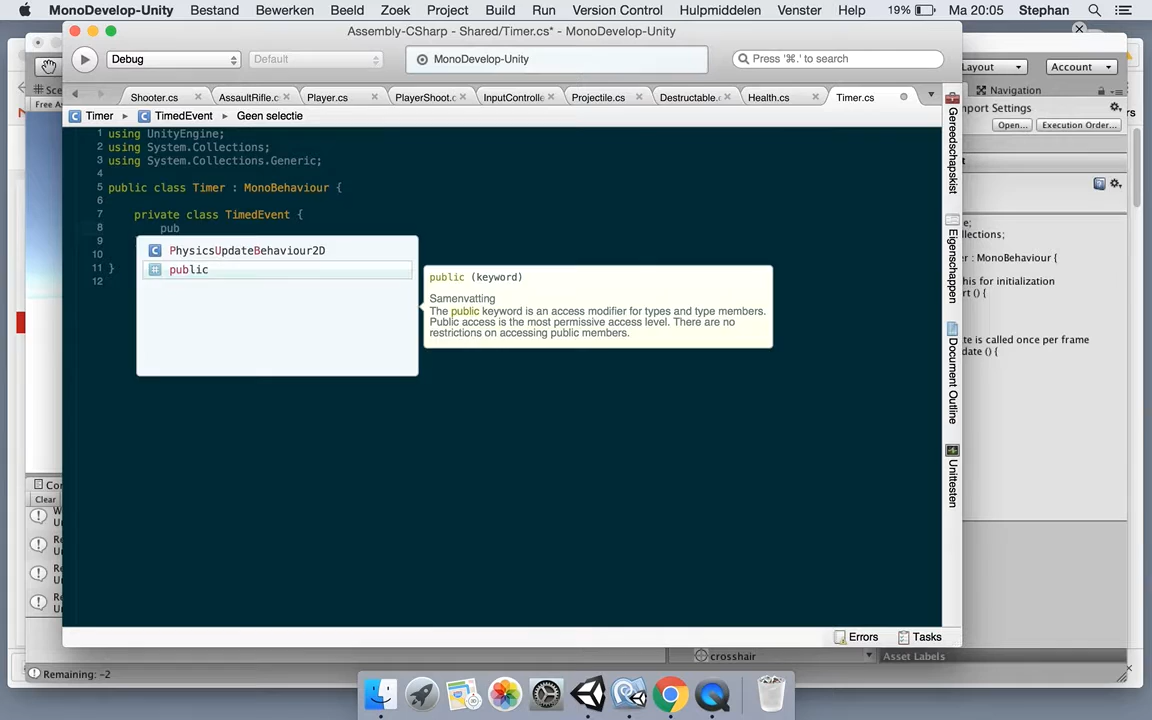 MonoDevelop-Unity Bestand Bewerken Beeld Zoek Project Build Run Version Control Hulpmiddelen Venster Help 19% Ma 20:05 Stephan
Assembly-CSharp - Shared/Timer.cs* - MonoDevelop-Unity
Debug Default MonoDevelop-Unity Press '⌘.' to search
Layout Account
Shooter.cs AssaultRifle.c Player.cs PlayerShoot.c InputControlle Projectile.cs Destructable. Health.cs Timer.cs
Navigation
Timer TimedEvent Geen selectie
Free As
Open... Execution Order...
1 using UnityEngine;
2 using System.Collections;
3 using System.Collections.Generic;
4
5 public class Timer : MonoBehaviour {
6
7 private class TimedEvent {
8 pub
9
10
11 }
12
PhysicsUpdateBehaviour2D
public
public (keyword)
Samenvatting
The public keyword is an access modifier for types and type members.
Public access is the most permissive access level. There are no
restrictions on accessing public members.
Gereedschapskist
Eigenschappen
Document Outline
Unittesten
mport Settings
llections;
r : MonoBehaviour {
his for initialization
rt () {
te is called once per frame
date () {
Clear
Errors Tasks
crosshair Asset Labels
Remaining: -2